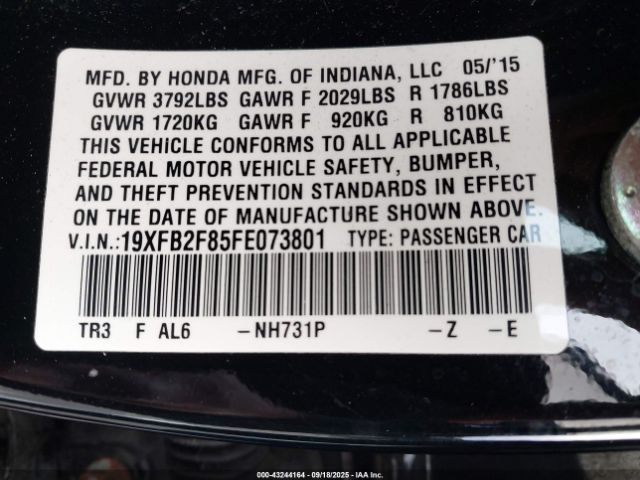 MFD. BY HONDA MFG. OF INDIANA, LLC 05/'15
GVWR 3792LBS GAWR F 2029LBS R 1786LBS
GVWR 1720KG GAWR F 920KG R 810KG
THIS VEHICLE CONFORMS TO ALL APPLICABLE
FEDERAL MOTOR VEHICLE SAFETY, BUMPER,
AND THEFT PREVENTION STANDARDS IN EFFECT
ON THE DATE OF MANUFACTURE SHOWN ABOVE.
V.I.N.:19XFB2F85FE073801 TYPE: PASSENGER CAR
TR3 F AL6 -NH731P -Z -E
000-43244164 | 09/18/2025 | IAA Inc.